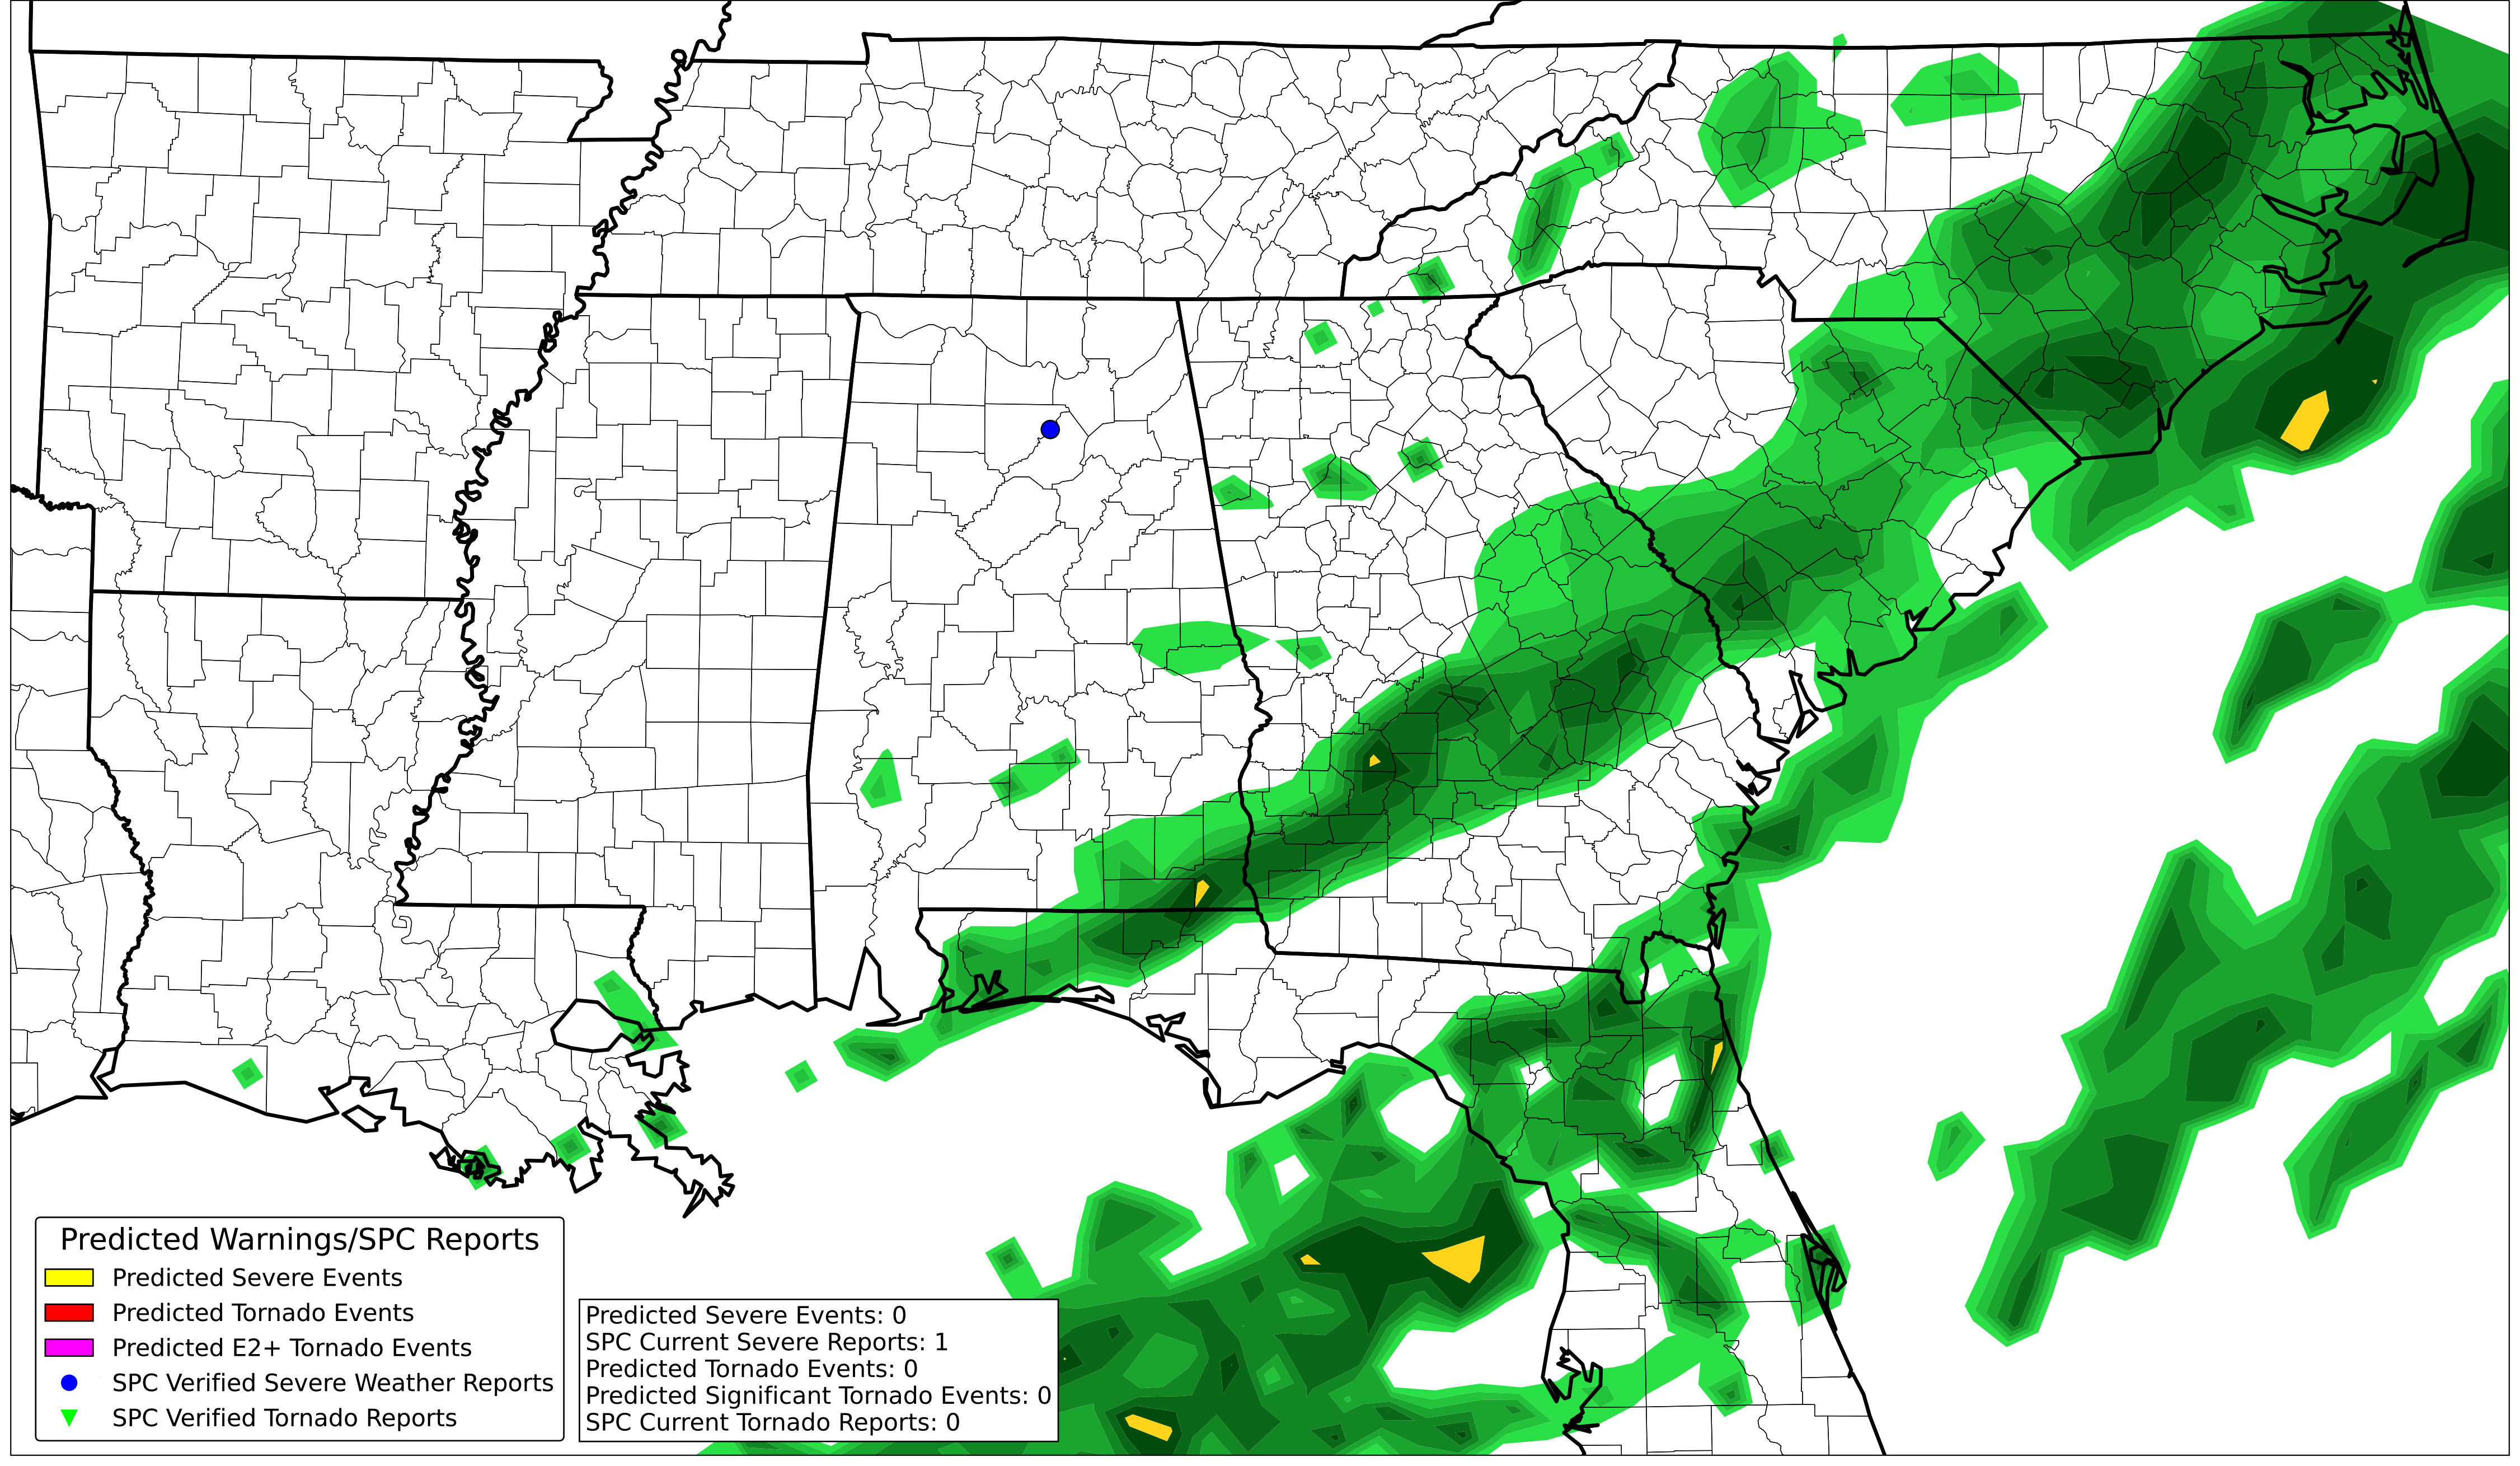 Predicted Warnings/SPC Reports
Predicted Severe Events
Predicted Tornado Events
Predicted E2+ Tornado Events
SPC Verified Severe Weather Reports
SPC Verified Tornado Reports
Predicted Severe Events: 0
SPC Current Severe Reports: 1
Predicted Tornado Events: 0
Predicted Significant Tornado Events: 0
SPC Current Tornado Reports: 0